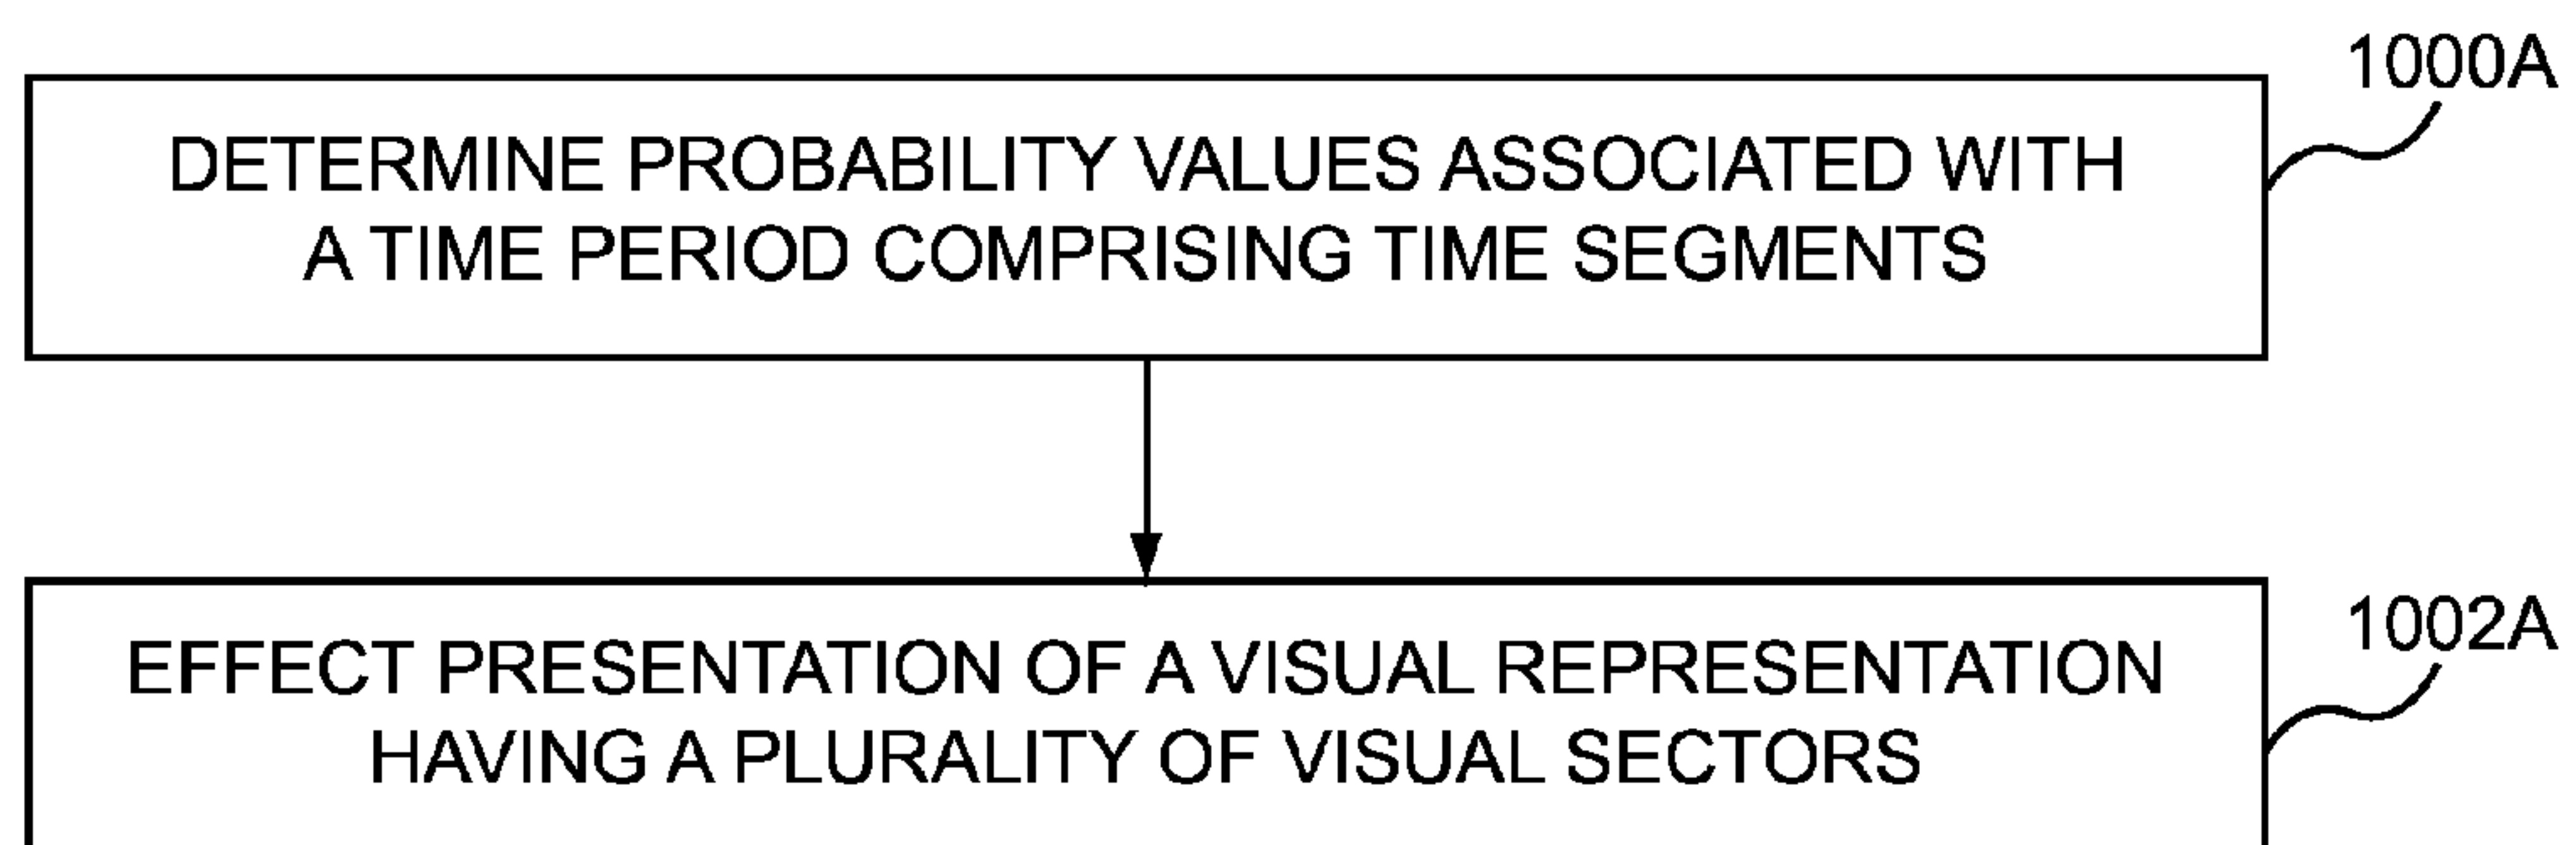 1000A
DETERMINE PROBABILITY VALUES ASSOCIATED WITH
A TIME PERIOD COMPRISING TIME SEGMENTS
1002A
EFFECT PRESENTATION OF A VISUAL REPRESENTATION
HAVING A PLURALITY OF VISUAL SECTORS